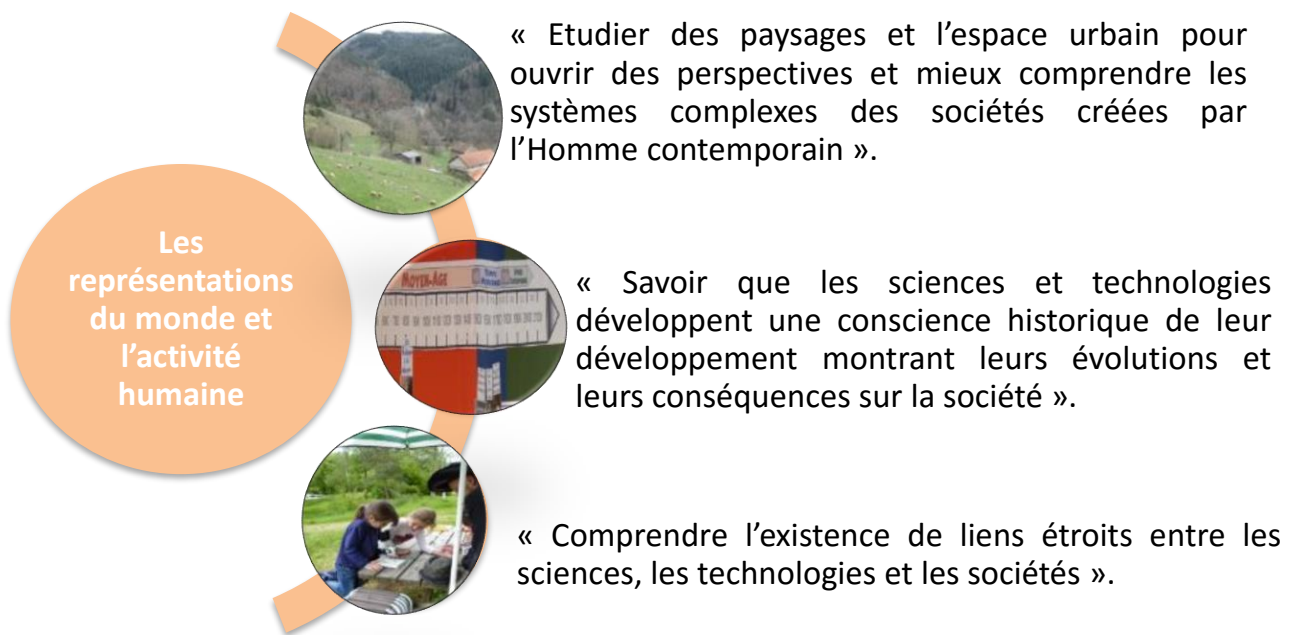 Les
représentations
du monde et
l'activité
humaine
« Etudier des paysages et l'espace urbain pour
ouvrir des perspectives et mieux comprendre les
systèmes complexes des sociétés créées par
l'Homme contemporain ».
MOYEN-AGE
« Savoir que les sciences et technologies
développent une conscience historique de leur
développement montrant leurs évolutions et
leurs conséquences sur la société ».
« Comprendre l'existence de liens étroits entre les
sciences, les technologies et les sociétés ».